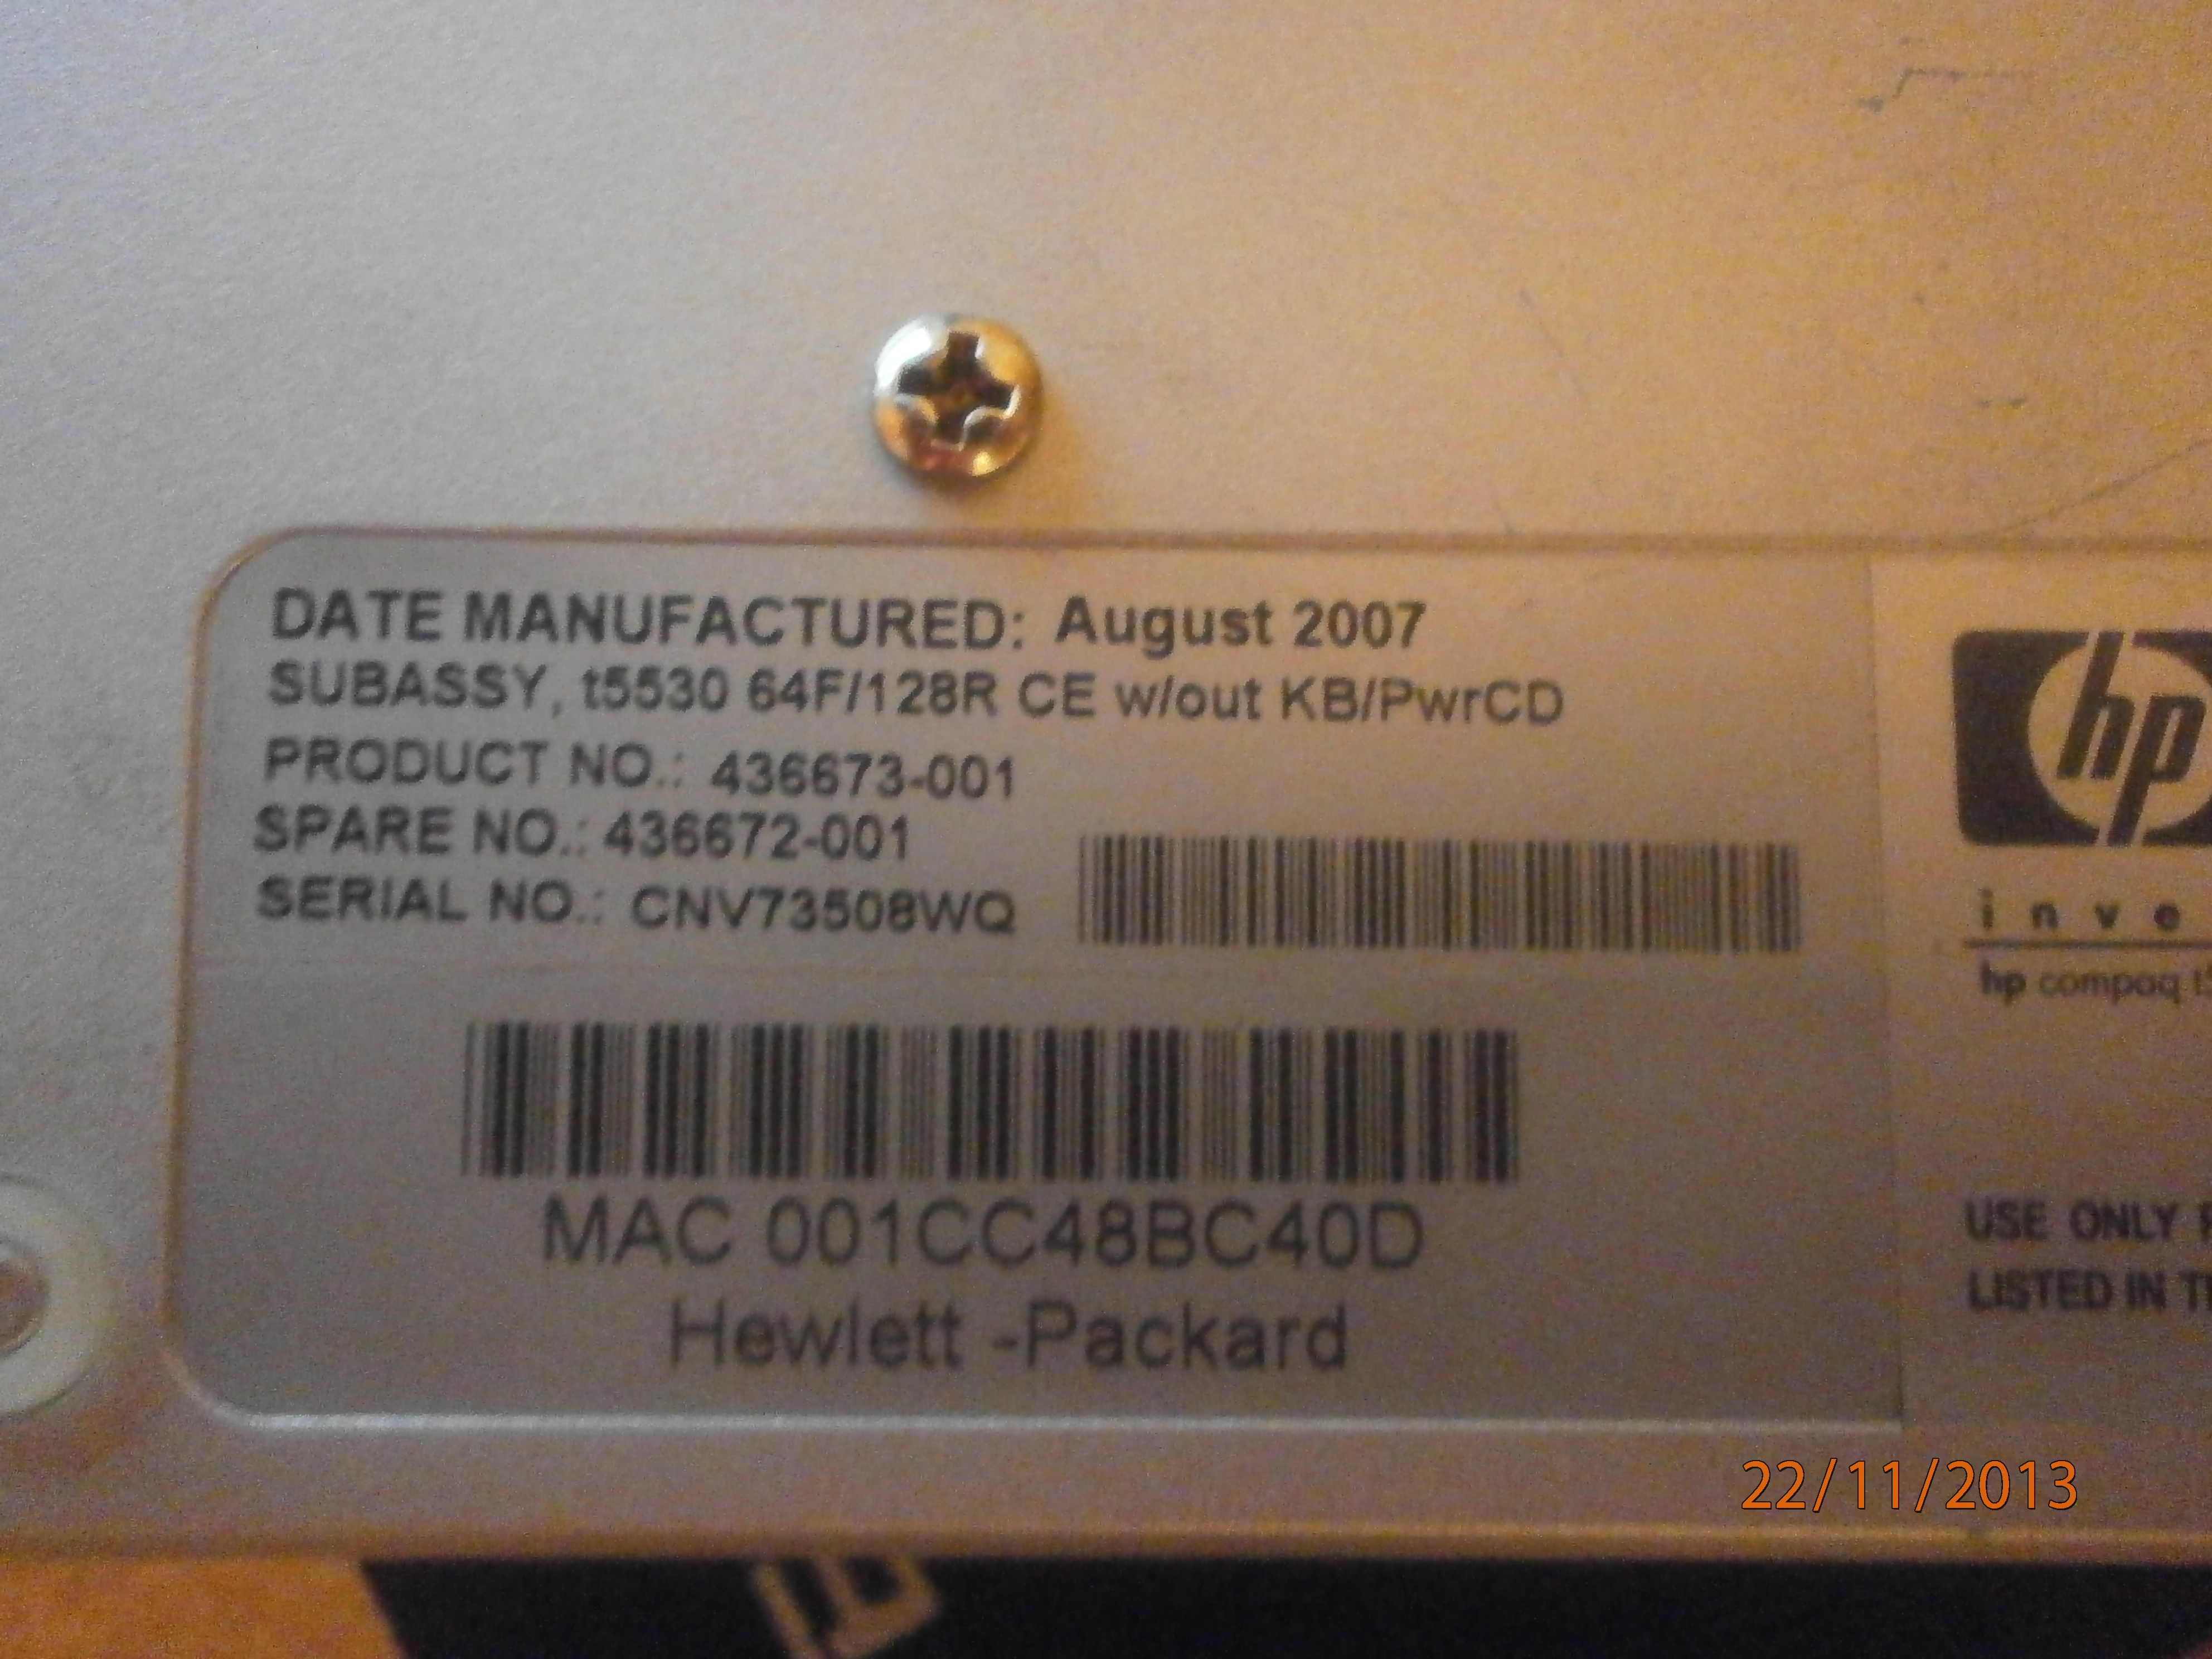 DATE MANUFACTURED: August 2007
SUBASSY, t5530 64F/128R CE w/out KB/PwrCD
PRODUCT NO.: 436673-001
SPARE NO.: 436672-001
SERIAL NO.: CNV73508WQ
MAC 001CC48BC40D
Hewlett -Packard
hp
inve
hp compaq t5
USE ONLY
LISTED IN T
22/11/2013